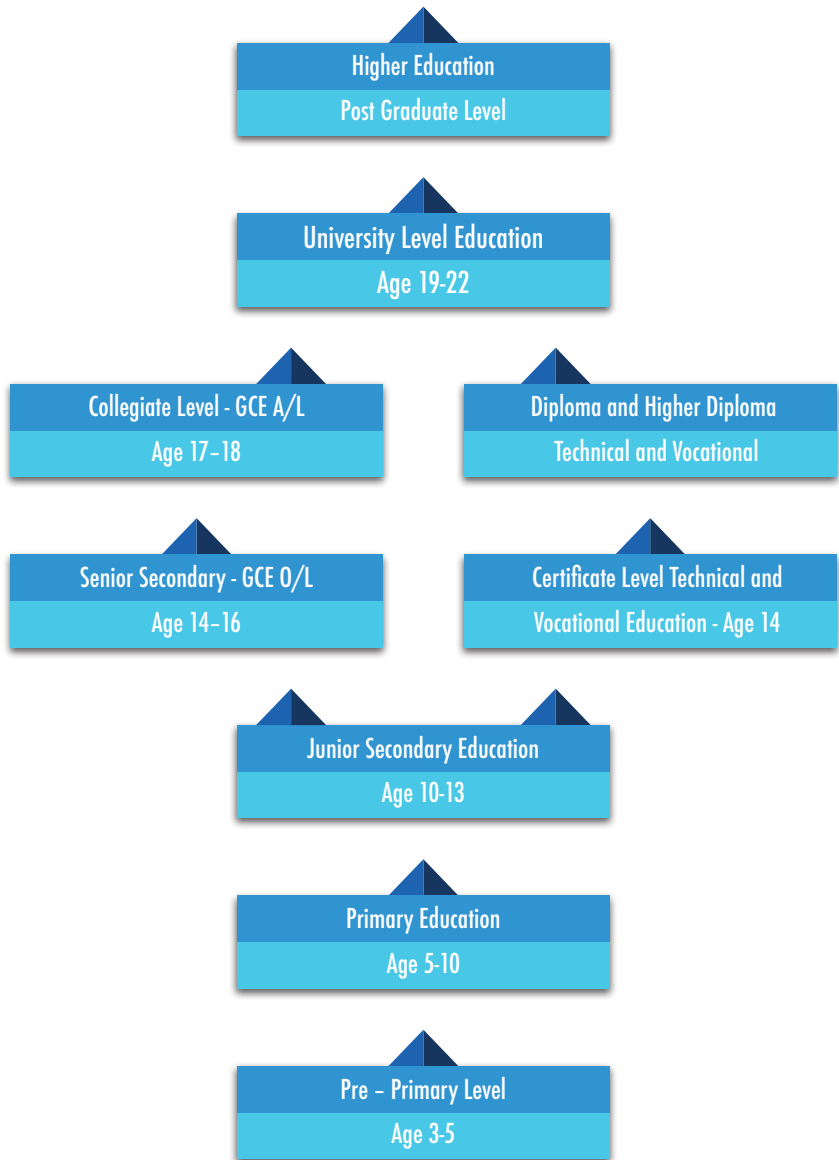 Higher Education
Post Graduate Level
University Level Education
Age 19-22
Collegiate Level - GCE A/L
Age 17–18
Diploma and Higher Diploma
Technical and Vocational
Senior Secondary - GCE O/L
Age 14–16
Certificate Level Technical and
Vocational Education - Age 14
Junior Secondary Education
Age 10-13
Primary Education
Age 5-10
Pre – Primary Level
Age 3-5